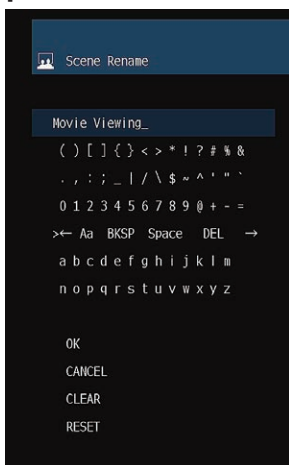 Scene Rename
Movie Viewing_
( ) [ ] { } < > * ! ? # % &
. , : ; _ | / \ $ ~ ^ ' " `
0 1 2 3 4 5 6 7 8 9 @ + - =
>← Aa BKSP Space DEL →
a b c d e f g h i j k l m
n o p q r s t u v w x y z
OK
CANCEL
CLEAR
RESET